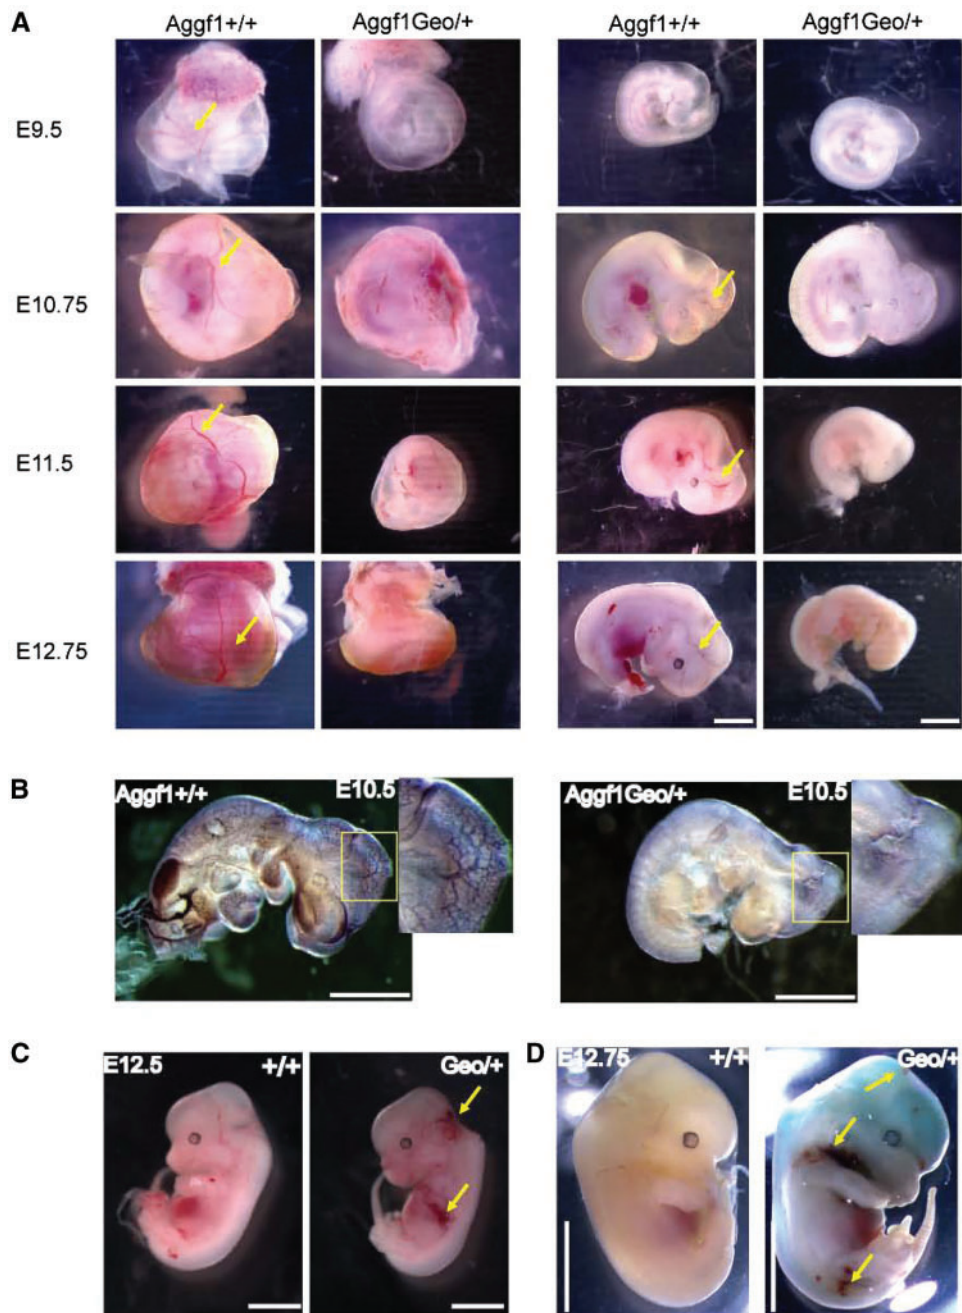 A
Aggf1+/+ Aggf1Geo/+ Aggf1+/+ Aggf1Geo/+
E9.5
E10.75
E11.5
E12.75
B
Aggf1+/+ E10.5 Aggf1Geo/+ E10.5
C
E12.5 +/+ Geo/+
D
E12.75 +/+ Geo/+